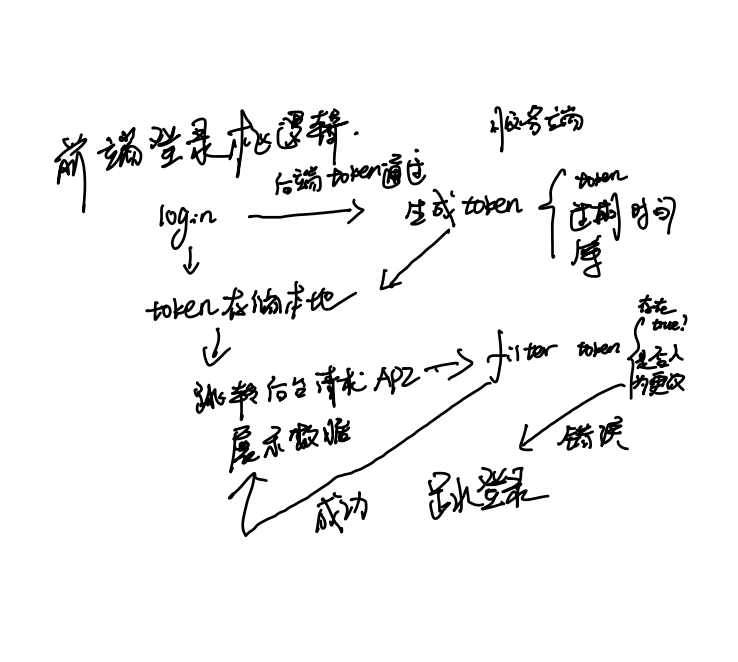 服务端
前端登录 逻辑.
后端token通过
login
生成token
token
过期时间
库
token存储本地
存在
true?
跳转后台请求API
filter token
是否人
为更改
展示数据
错误
成功
登录